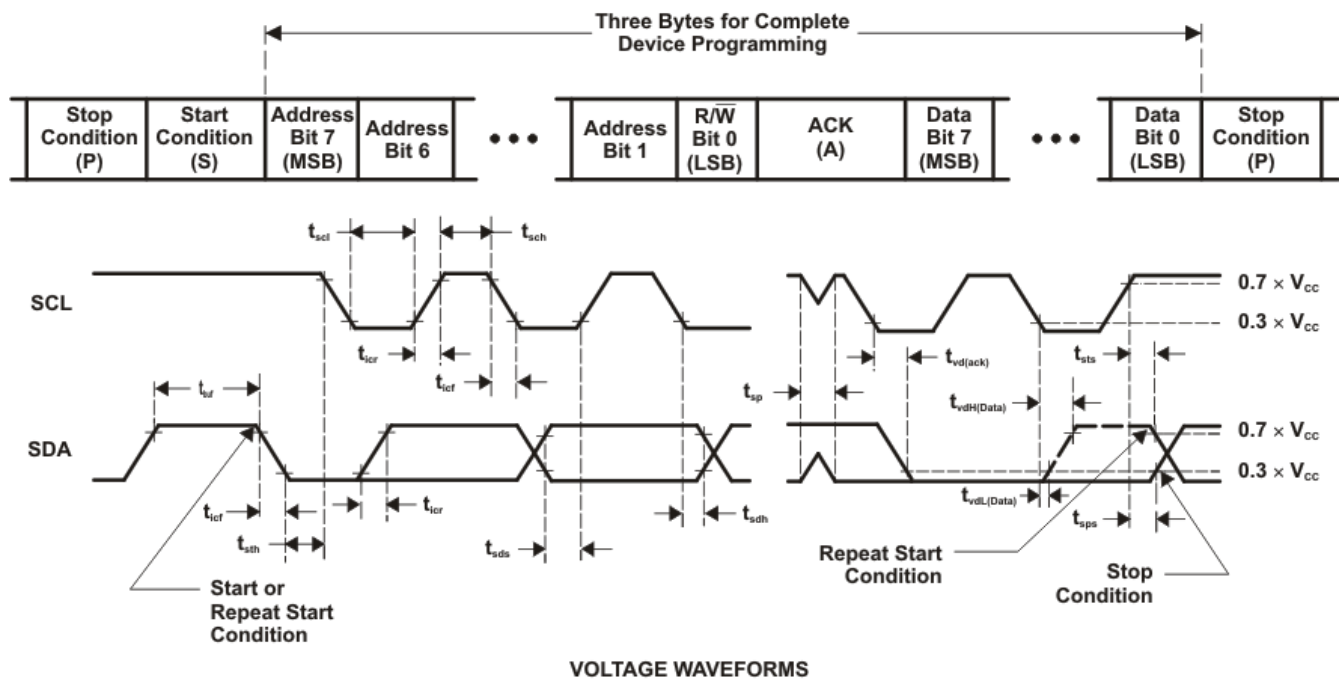 Three Bytes for Complete
Device Programming
Stop
Condition
(P)
Start
Condition
(S)
Address
Bit 7
(MSB)
Address
Bit 6
•••
Address
Bit 1
R/W̅
Bit 0
(LSB)
ACK
(A)
Data
Bit 7
(MSB)
•••
Data
Bit 0
(LSB)
Stop
Condition
(P)
tscl
tsch
SCL
0.7 × Vcc
0.3 × Vcc
ticr
ticf
tvd(ack)
tsts
tbuf
tsp
tvdH(Data)
SDA
0.7 × Vcc
0.3 × Vcc
ticf
ticr
tsdh
tvdL(Data)
tsth
tsds
tsps
Start or
Repeat Start
Condition
Repeat Start
Condition
Stop
Condition
VOLTAGE WAVEFORMS